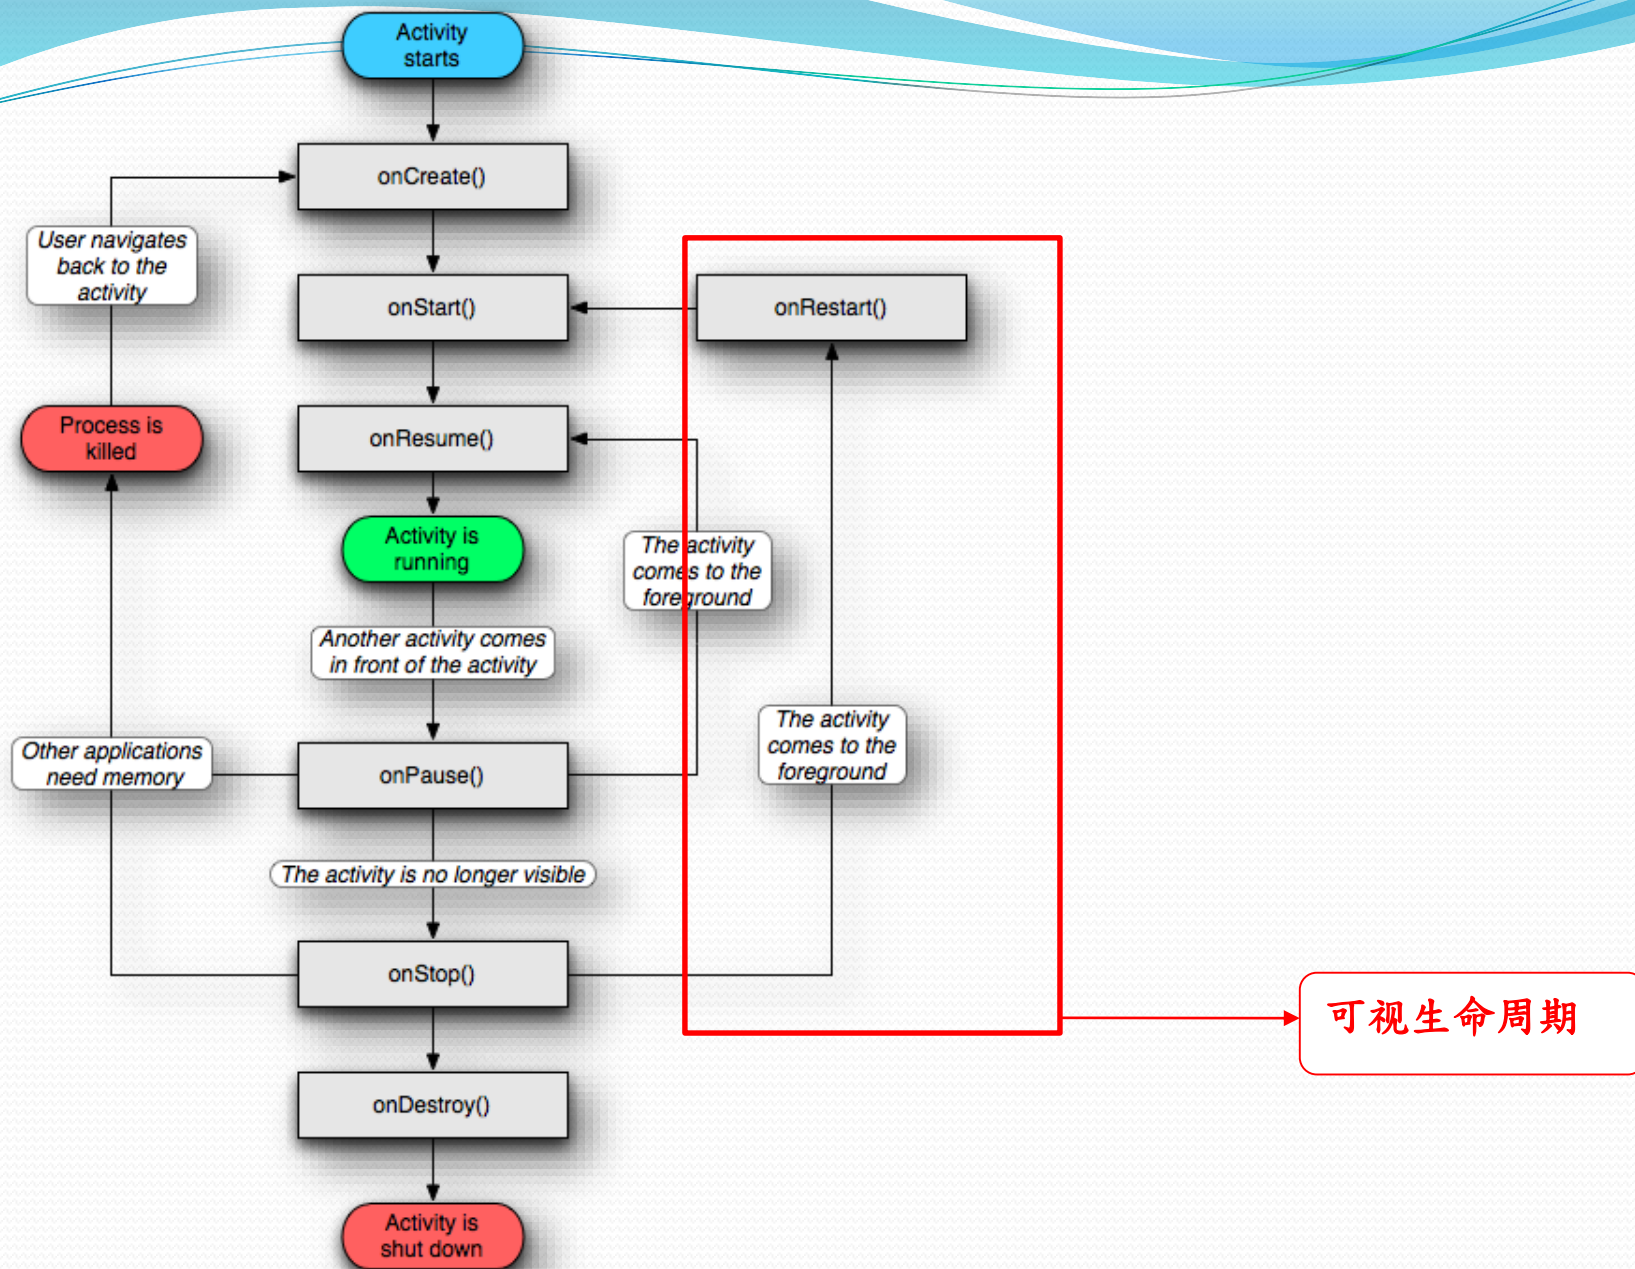 Activity
starts
onCreate()
User navigates
back to the
activity
onStart()
onRestart()
Process is
killed
onResume()
Activity is
running
The activity
comes to the
foreground
Another activity comes
in front of the activity
The activity
comes to the
foreground
Other applications
need memory
onPause()
The activity is no longer visible
onStop()
可视生命周期
onDestroy()
Activity is
shut down